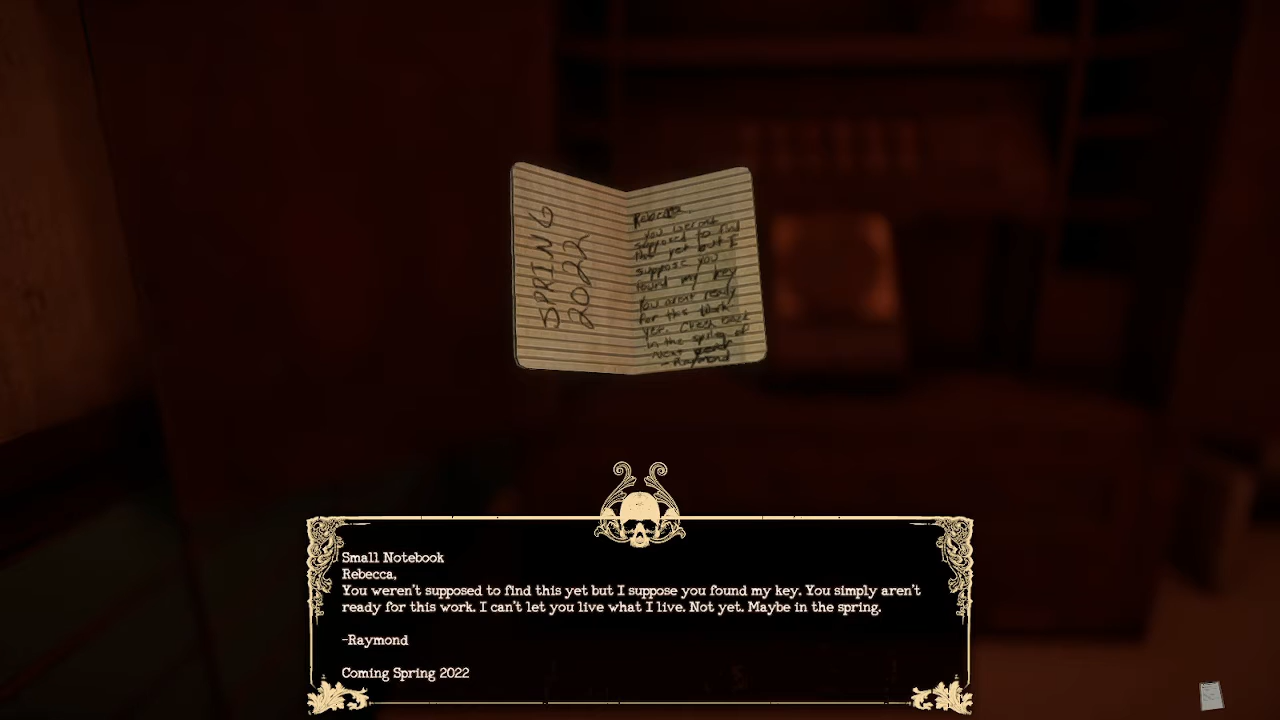 SPRING
2022
Rebecca,
You werent
supposed to find
this yet but I
suppose you
found my key
You arent ready
for this work
yet. Check back
in the spring of
Next year
-Raymond
Small Notebook
Rebecca,
You weren't supposed to find this yet but I suppose you found my key. You simply aren't
ready for this work. I can't let you live what I live. Not yet. Maybe in the spring.
-Raymond
Coming Spring 2022